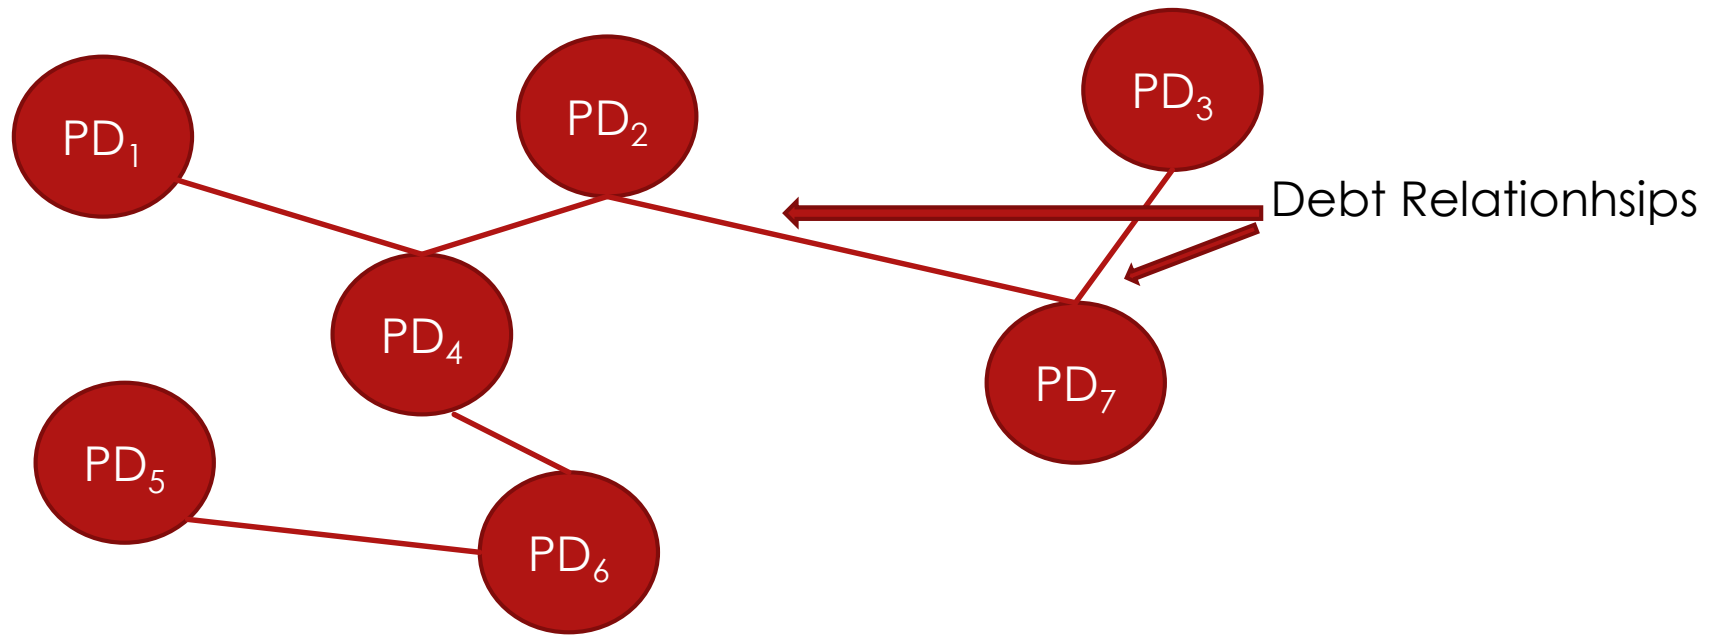 PD₁
PD₂
PD₃
Debt Relationhsips
PD₄
PD₇
PD₅
PD₆